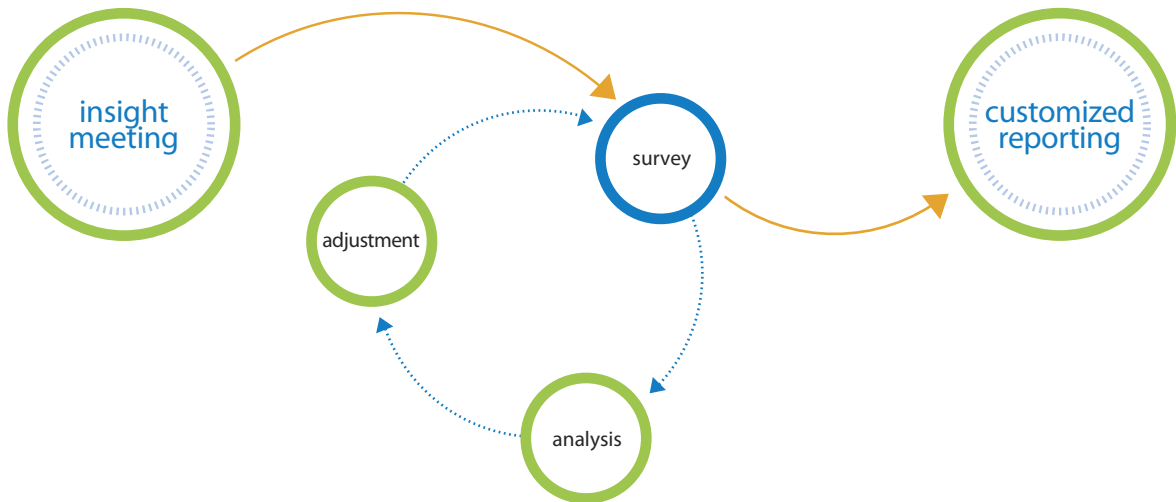 insight
meeting
customized
reporting
survey
adjustment
analysis